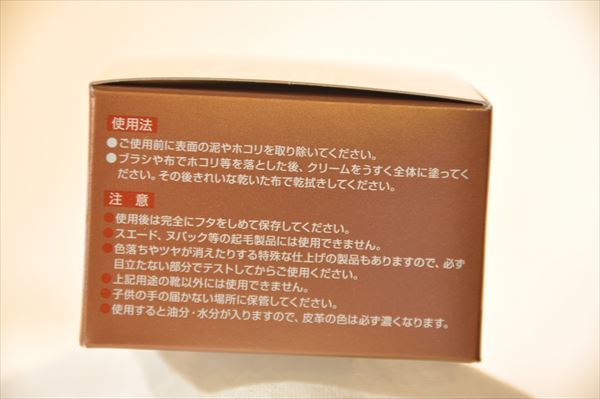 使用法
●ご使用前に表面の泥やホコリを取り除いてください。
●ブラシや布でホコリ等を落とした後、クリームをうすく全体に塗ってく
ださい。その後きれいな乾いた布で乾拭きしてください。
注 意
●使用後は完全にフタをしめて保存してください。
●スエード、ヌバック等の起毛製品には使用できません。
●色落ちやツヤが消えたりする特殊な仕上げの製品もありますので、必ず
目立たない部分でテストしてからご使用ください。
●上記用途の靴以外には使用できません。
●子供の手の届かない場所に保管してください。
●使用すると油分・水分が入りますので、皮革の色は必ず濃くなります。